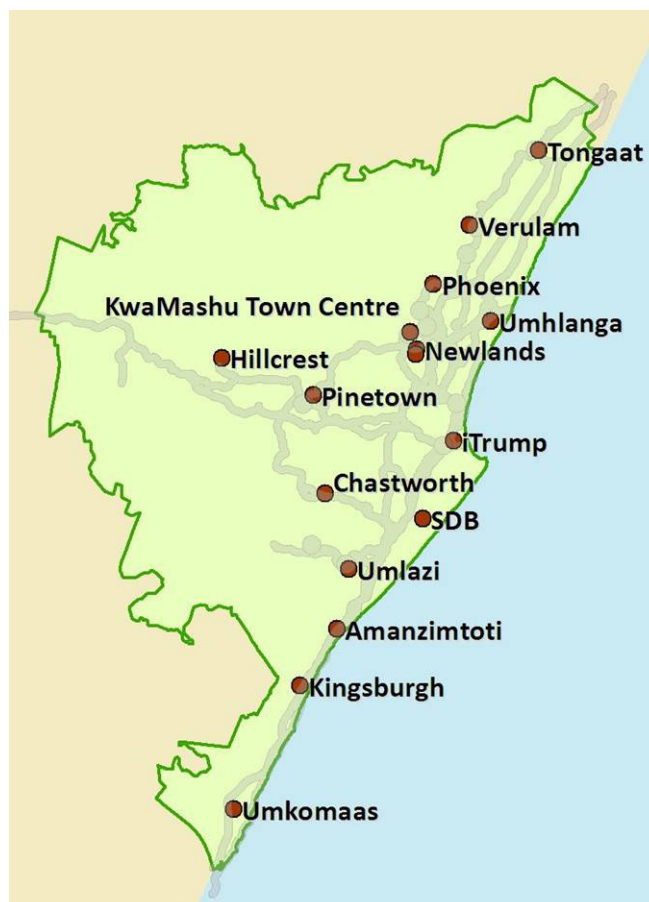 Tongaat
Verulam
Phoenix
KwaMashu Town Centre
Umhlanga
Newlands
Hillcrest
Pinetown
iTrump
Chastworth
SDB
Umlazi
Amanzimtoti
Kingsburgh
Umkomaas